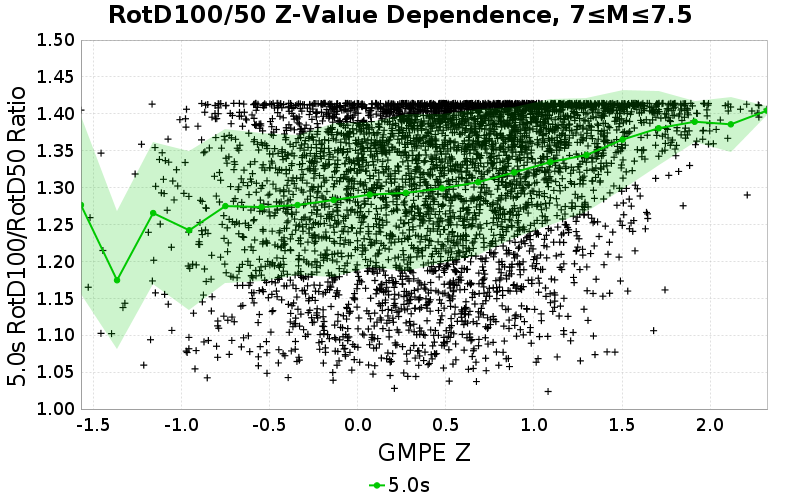 RotD100/50 Z-Value Dependence, 7≤M≤7.5
5.0s RotD100/RotD50 Ratio
1.50
1.45
1.40
1.35
1.30
1.25
1.20
1.15
1.10
1.05
1.00
-1.5 -1.0 -0.5 0.0 0.5 1.0 1.5 2.0
GMPE Z
5.0s